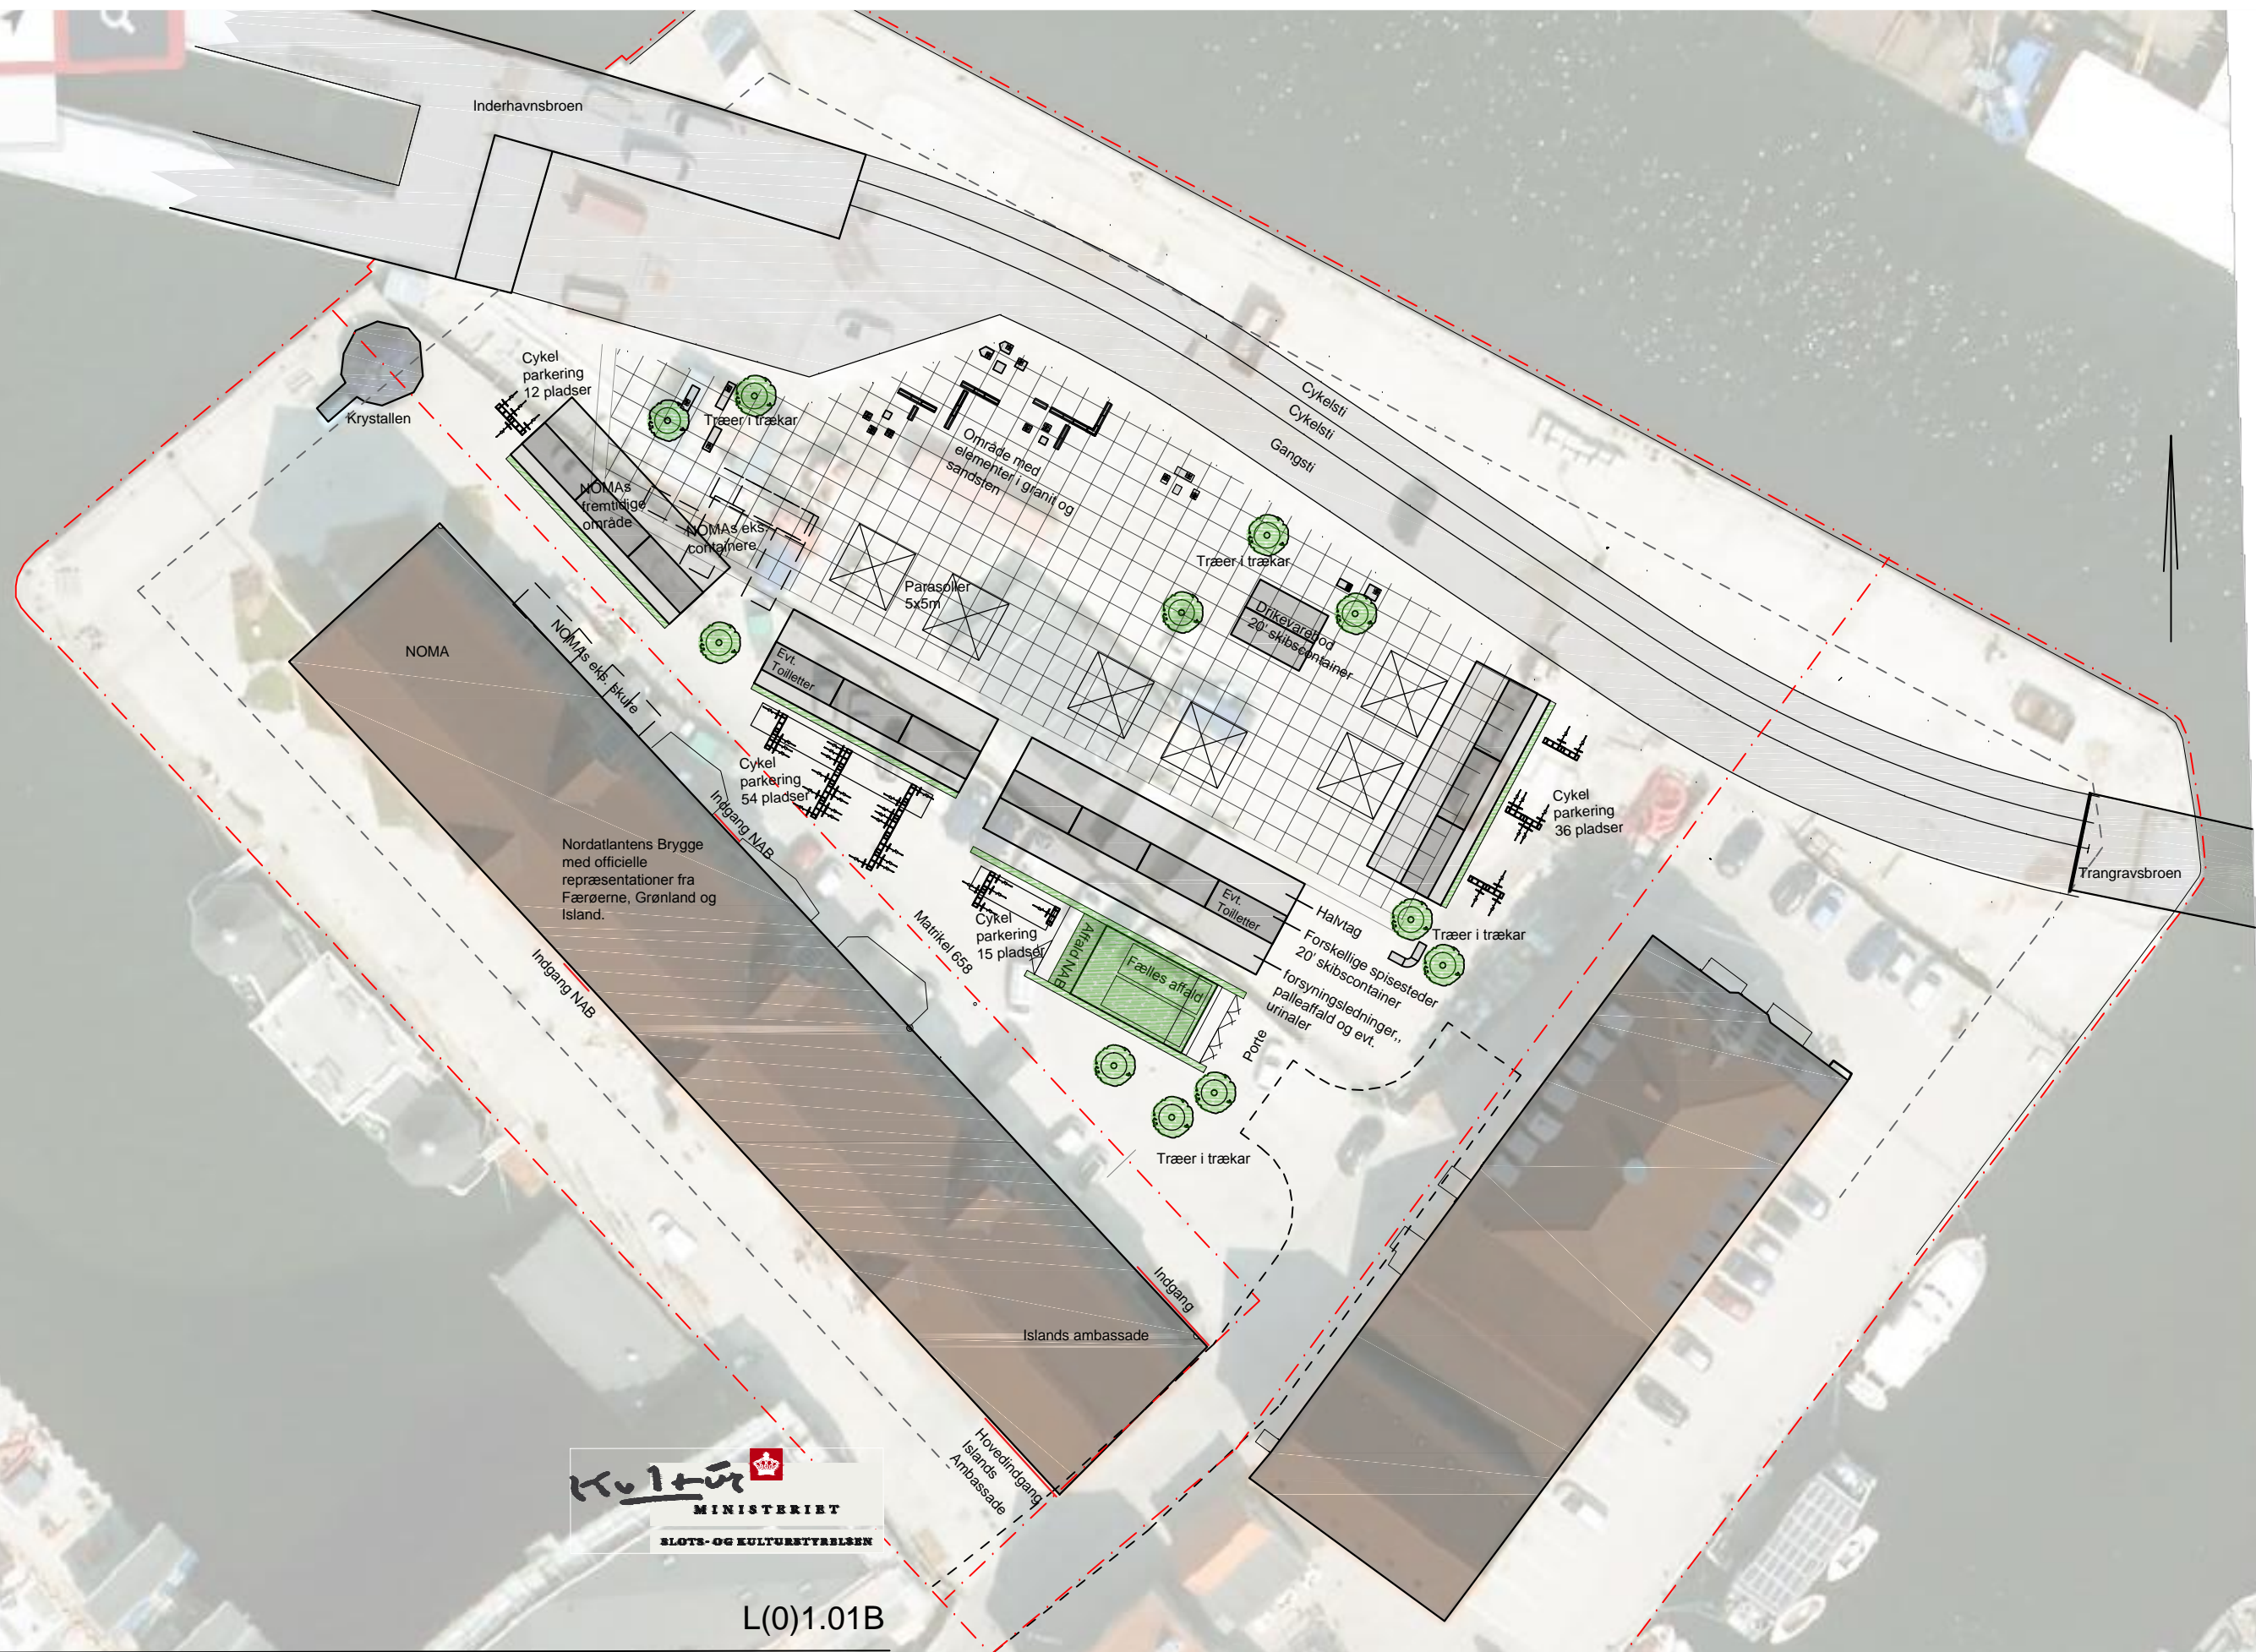 Inderhavnsbroen
Krystallen
Cykel
parkering
12 pladser
Træer i trækar
NOMAs
fremtidige
område
NOMAs eks.
containere
Område med
elementer i granit og
sandsten
Cykelsti
Cykelsti
Gangsti
Træer i trækar
Parasoller
5x5m
Drikevarebod
20' skibscontainer
NOMA
NOMAs eks. skure
Evt.
Toilletter
Cykel
parkering
54 pladser
Cykel
parkering
36 pladser
Trangravsbroen
Indgang NAB
Nordatlantens Brygge
med officielle
repræsentationer fra
Færøerne, Grønland og
Island.
Indgang NAB
Matrikel 658
Cykel
parkering
15 pladser
Affald NAB
Fælles affald
Evt.
Toilletter
Halvtag
Forskellige spisesteder
20' skibscontainer
forsyningsledninger,,
palleaffald og evt.
urinaler
Porte
Træer i trækar
Træer i trækar
Indgang
Islands ambassade
Hovedindgang
Islands
Ambassade
Kultur
MINISTERIET
SLOTS- OG KULTURSTYRELSEN
L(0)1.01B